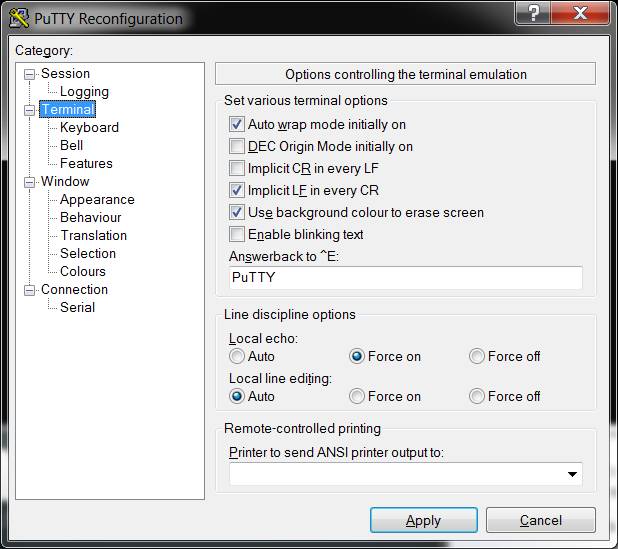 PuTTY Reconfiguration
Category:
Session
Logging
Terminal
Keyboard
Bell
Features
Window
Appearance
Behaviour
Translation
Selection
Colours
Connection
Serial
Options controlling the terminal emulation
Set various terminal options
Auto wrap mode initially on
DEC Origin Mode initially on
Implicit CR in every LF
Implicit LF in every CR
Use background colour to erase screen
Enable blinking text
Answerback to ^E:
PuTTY
Line discipline options
Local echo:
Auto Force on Force off
Local line editing:
Auto Force on Force off
Remote-controlled printing
Printer to send ANSI printer output to:
Apply Cancel